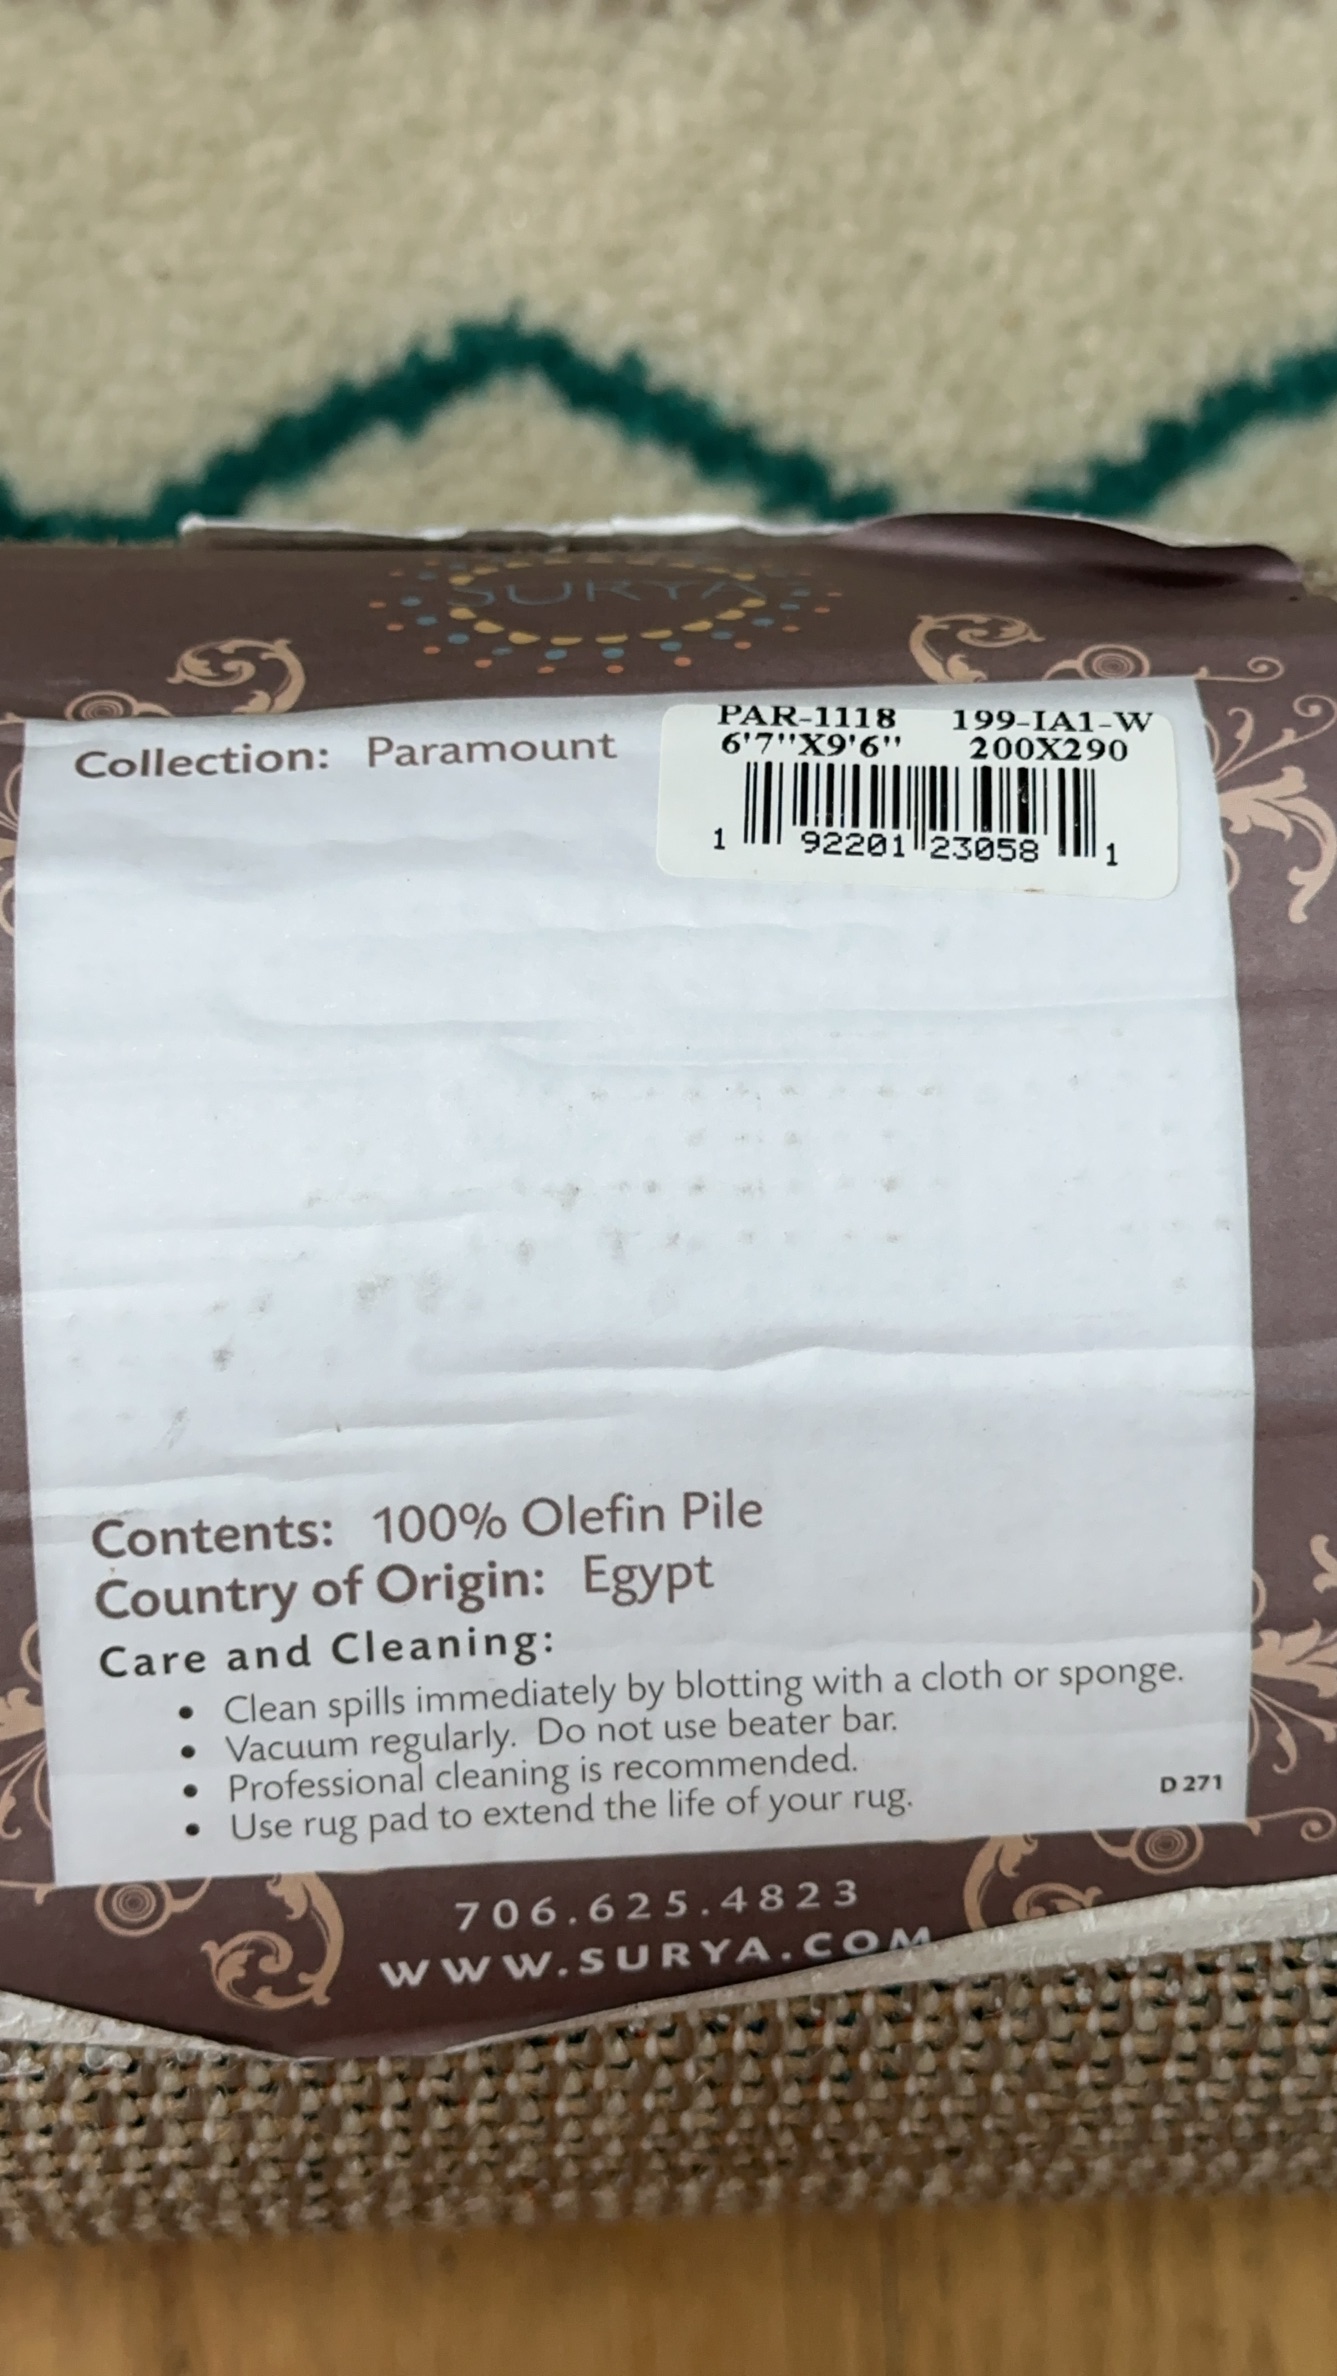 SURYA
Collection: Paramount
PAR-1118 199-IA1-W
6'7"X9'6" 200X290
1 92201 23058 1
Contents: 100% Olefin Pile
Country of Origin: Egypt
Care and Cleaning:
• Clean spills immediately by blotting with a cloth or sponge.
• Vacuum regularly. Do not use beater bar.
• Professional cleaning is recommended.
• Use rug pad to extend the life of your rug.
D 271
706.625.4823
WWW.SURYA.COM